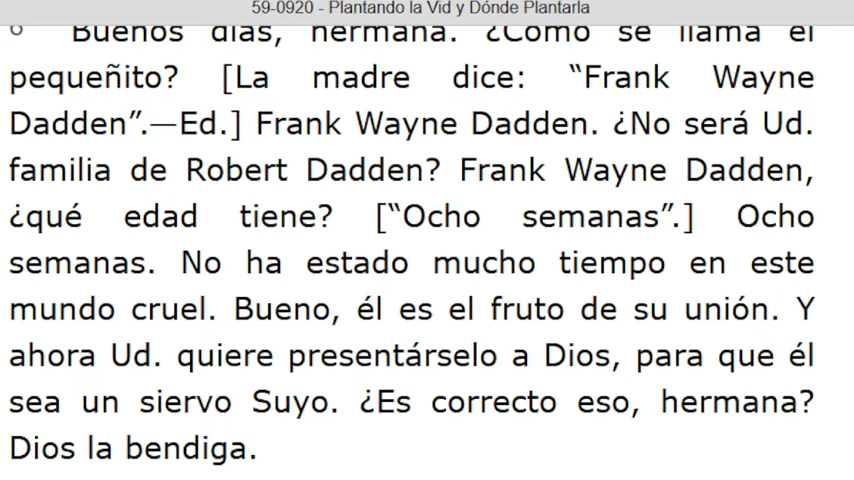 59-0920 - Plantando la Vid y Dónde Plantarla
6 Buenos días, hermana. ¿Cómo se llama el
pequeñito? [La madre dice: “Frank Wayne
Dadden”.—Ed.] Frank Wayne Dadden. ¿No será Ud.
familia de Robert Dadden? Frank Wayne Dadden,
¿qué edad tiene? [“Ocho semanas”.] Ocho
semanas. No ha estado mucho tiempo en este
mundo cruel. Bueno, él es el fruto de su unión. Y
ahora Ud. quiere presentárselo a Dios, para que él
sea un siervo Suyo. ¿Es correcto eso, hermana?
Dios la bendiga.